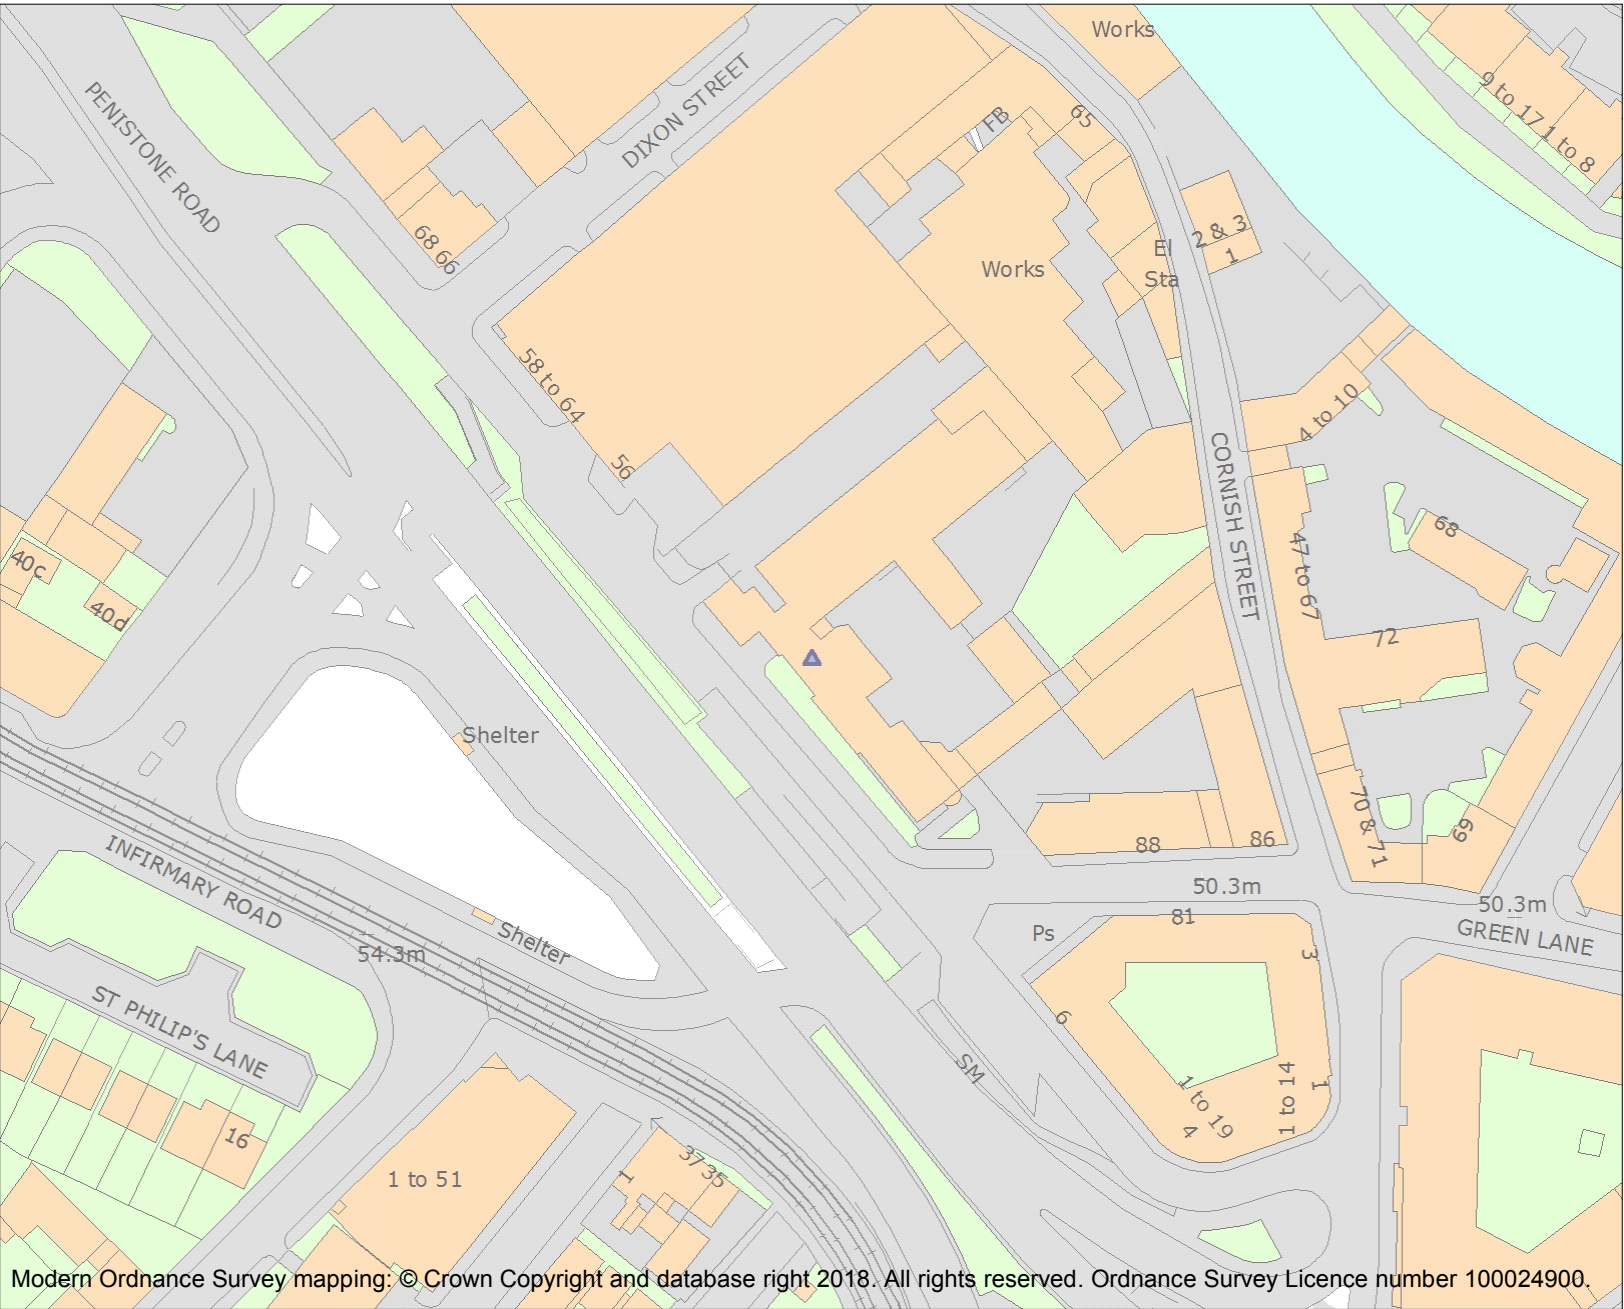 Works
9 to 17
1 to 8
PENISTONE ROAD
DIXON STREET
FB
65
68
66
Works
El
Sta
2 & 3
1
58 to 64
56
4 to 10
CORNISH STREET
68
47 to 67
72
40c
40d
Shelter
70 & 71
69
88
86
50.3m
50.3m
GREEN LANE
INFIRMARY ROAD
Shelter
54.3m
Ps
81
3
6
ST PHILIP'S LANE
SM
1 to 19
4
1 to 14
1
16
1 to 51
1
37
35
Modern Ordnance Survey mapping: © Crown Copyright and database right 2018. All rights reserved. Ordnance Survey Licence number 100024900.